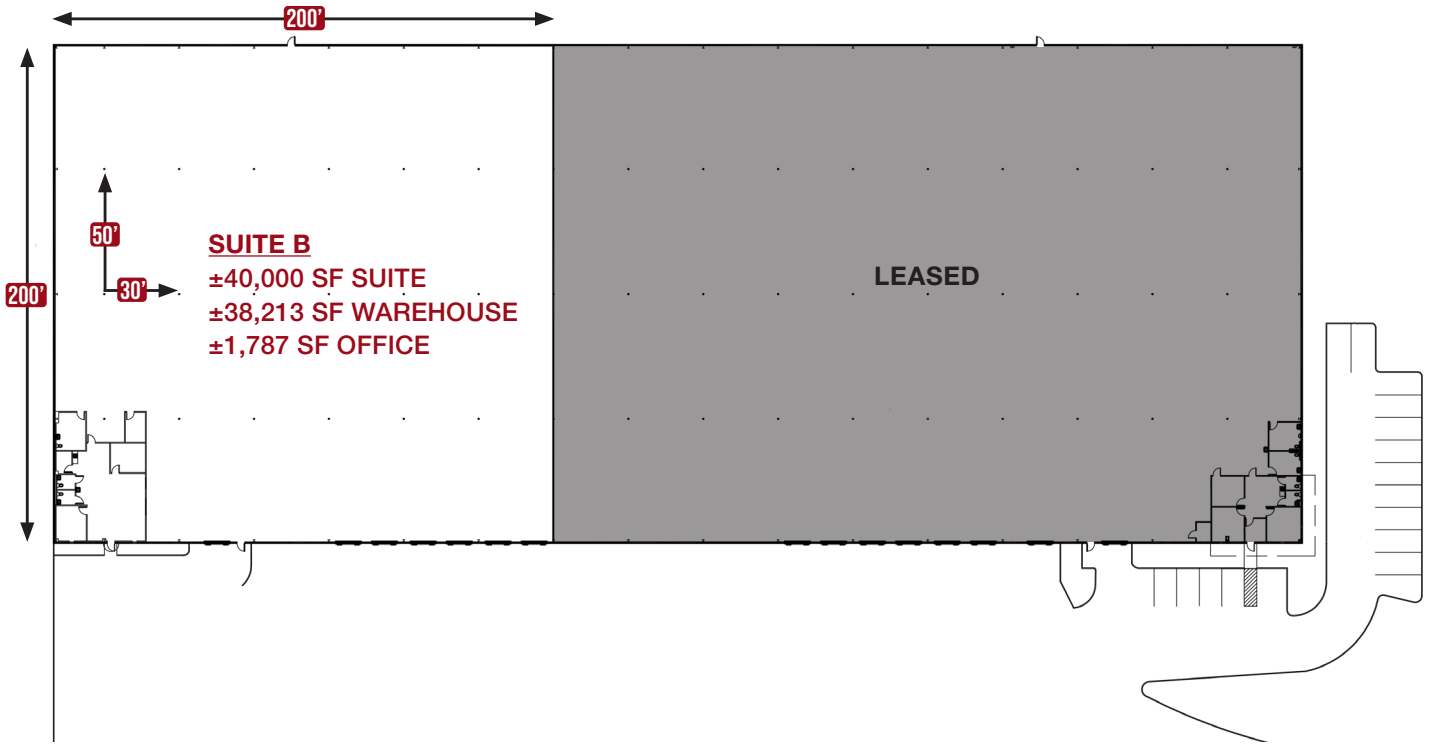 200'
50'
30'
200'
SUITE B
±40,000 SF SUITE
±38,213 SF WAREHOUSE
±1,787 SF OFFICE
LEASED